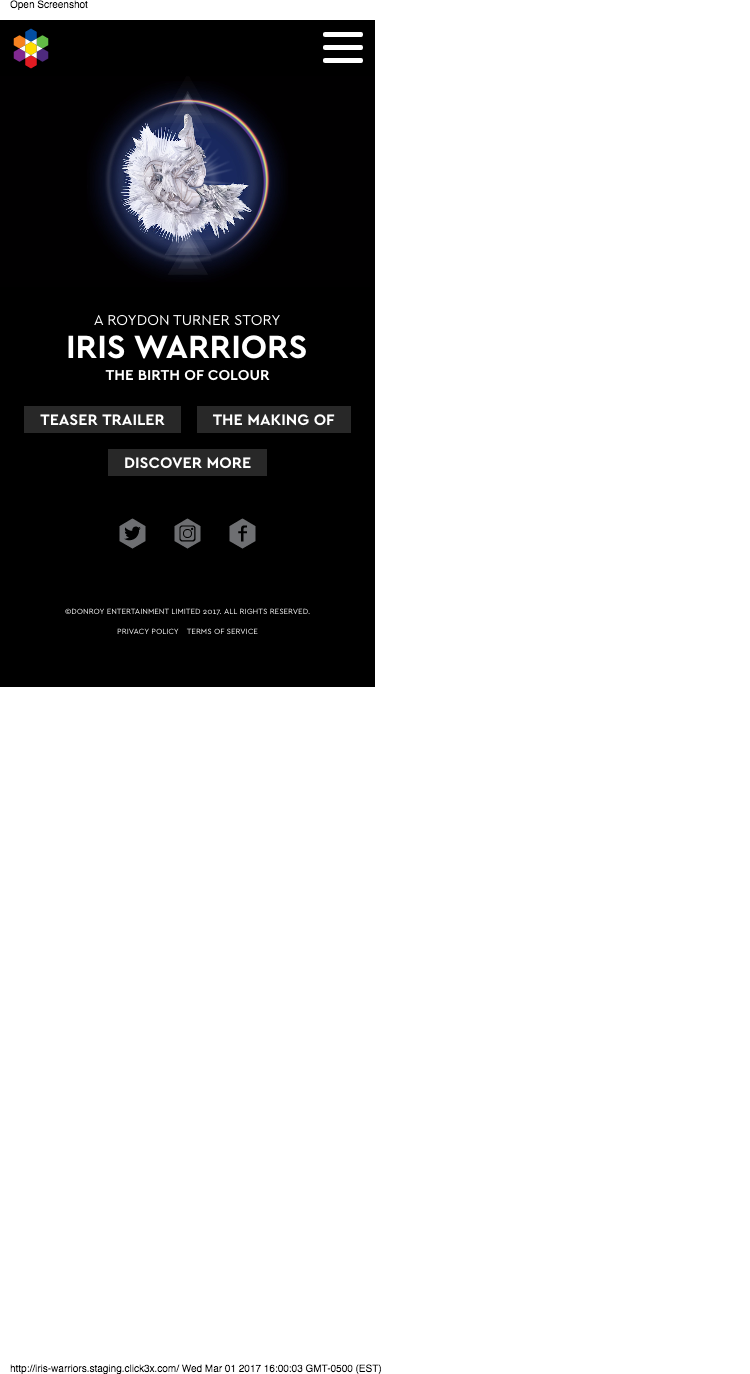 Open Screenshot
A ROYDON TURNER STORY
IRIS WARRIORS
THE BIRTH OF COLOUR
TEASER TRAILER THE MAKING OF
DISCOVER MORE
©DONROY ENTERTAINMENT LIMITED 2017. ALL RIGHTS RESERVED.
PRIVACY POLICY TERMS OF SERVICE
http://iris-warriors.staging.click3x.com/ Wed Mar 01 2017 16:00:03 GMT-0500 (EST)